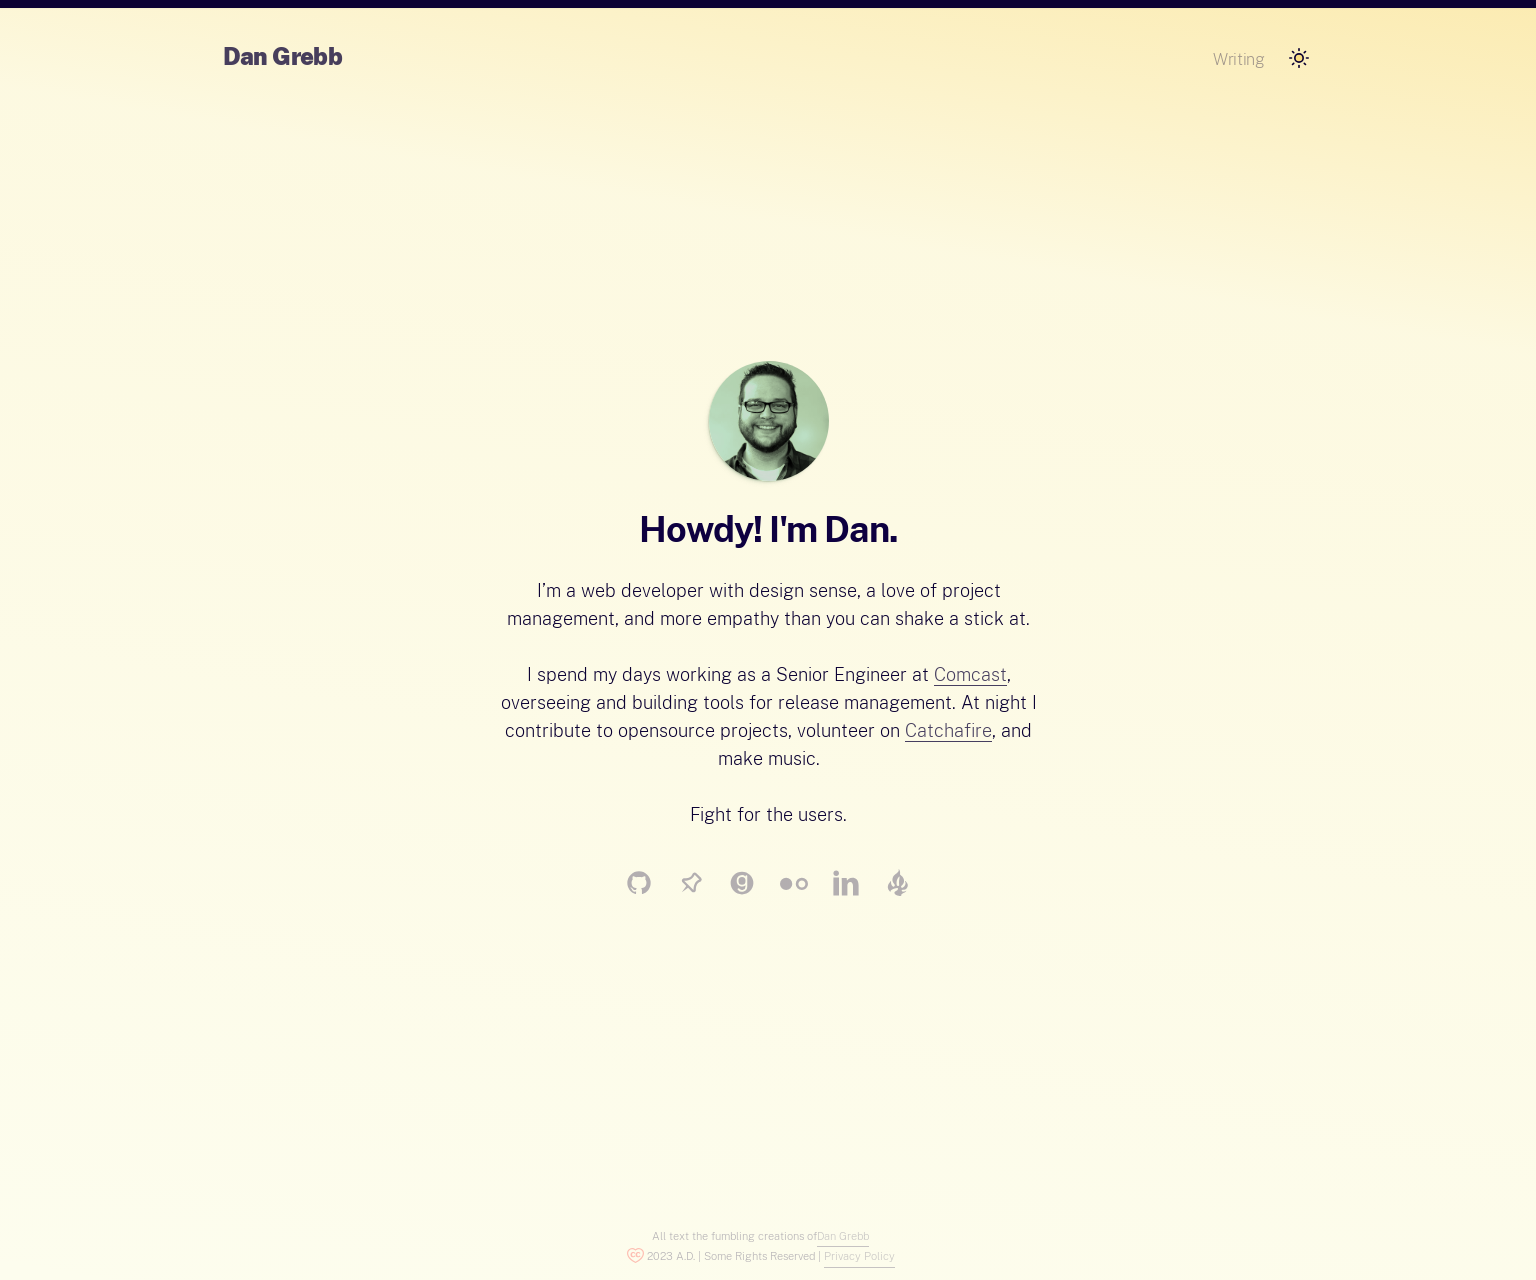 Dan Grebb
Writing
Howdy! I'm Dan.
I’m a web developer with design sense, a love of project
management, and more empathy than you can shake a stick at.
I spend my days working as a Senior Engineer at Comcast,
overseeing and building tools for release management. At night I
contribute to opensource projects, volunteer on Catchafire, and
make music.
Fight for the users.
All text the fumbling creations ofDan Grebb
2023 A.D. | Some Rights Reserved | Privacy Policy